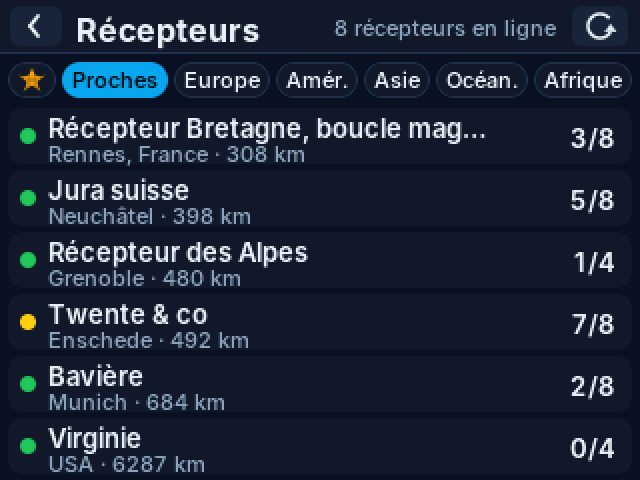 Récepteurs
8 récepteurs en ligne
Proches
Europe
Amér.
Asie
Océan.
Afrique
Récepteur Bretagne, boucle mag...
3/8
Rennes, France · 308 km
Jura suisse
5/8
Neuchâtel · 398 km
Récepteur des Alpes
1/4
Grenoble · 480 km
Twente & co
7/8
Enschede · 492 km
Bavière
2/8
Munich · 684 km
Virginie
0/4
USA · 6287 km